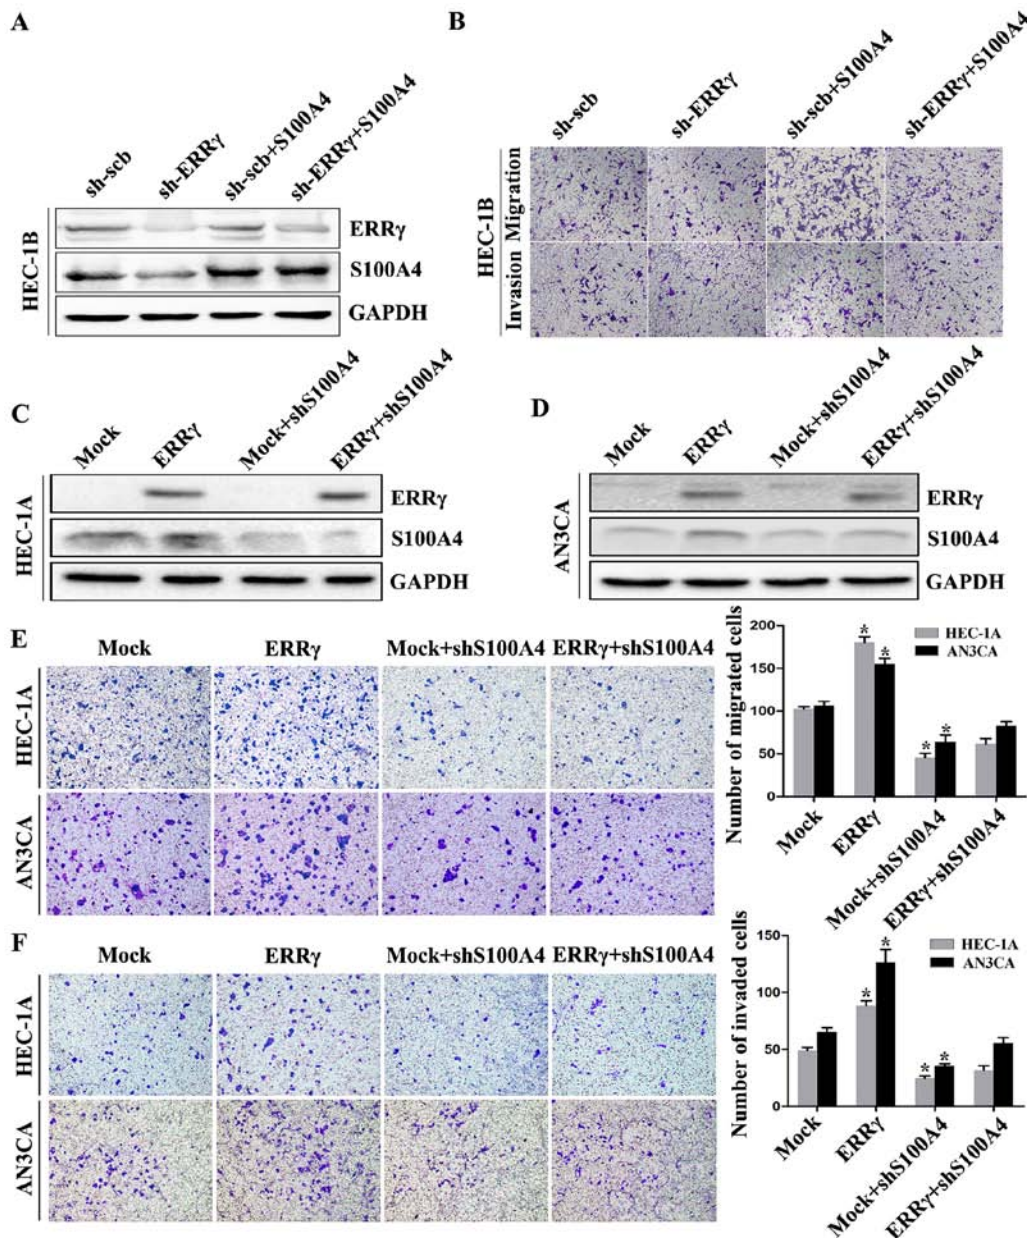 A
sh-scb
sh-ERRγ
sh-scb+S100A4
sh-ERRγ+S100A4
HEC-1B
ERRγ
S100A4
GAPDH
B
sh-scb
sh-ERRγ
sh-scb+S100A4
sh-ERRγ+S100A4
HEC-1B
Migration
Invasion
C
Mock
ERRγ
Mock+shS100A4
ERRγ+shS100A4
HEC-1A
ERRγ
S100A4
GAPDH
D
Mock
ERRγ
Mock+shS100A4
ERRγ+shS100A4
AN3CA
ERRγ
S100A4
GAPDH
E
Mock ERRγ Mock+shS100A4 ERRγ+shS100A4
HEC-1A
AN3CA
Number of migrated cells
200
150
100
50
0
HEC-1A
AN3CA
* * * *
Mock
ERRγ
Mock+shS100A4
ERRγ+shS100A4
F
Mock ERRγ Mock+shS100A4 ERRγ+shS100A4
HEC-1A
AN3CA
Number of invaded cells
150
100
50
0
HEC-1A
AN3CA
* * * *
Mock
ERRγ
Mock+shS100A4
ERRγ+shS100A4